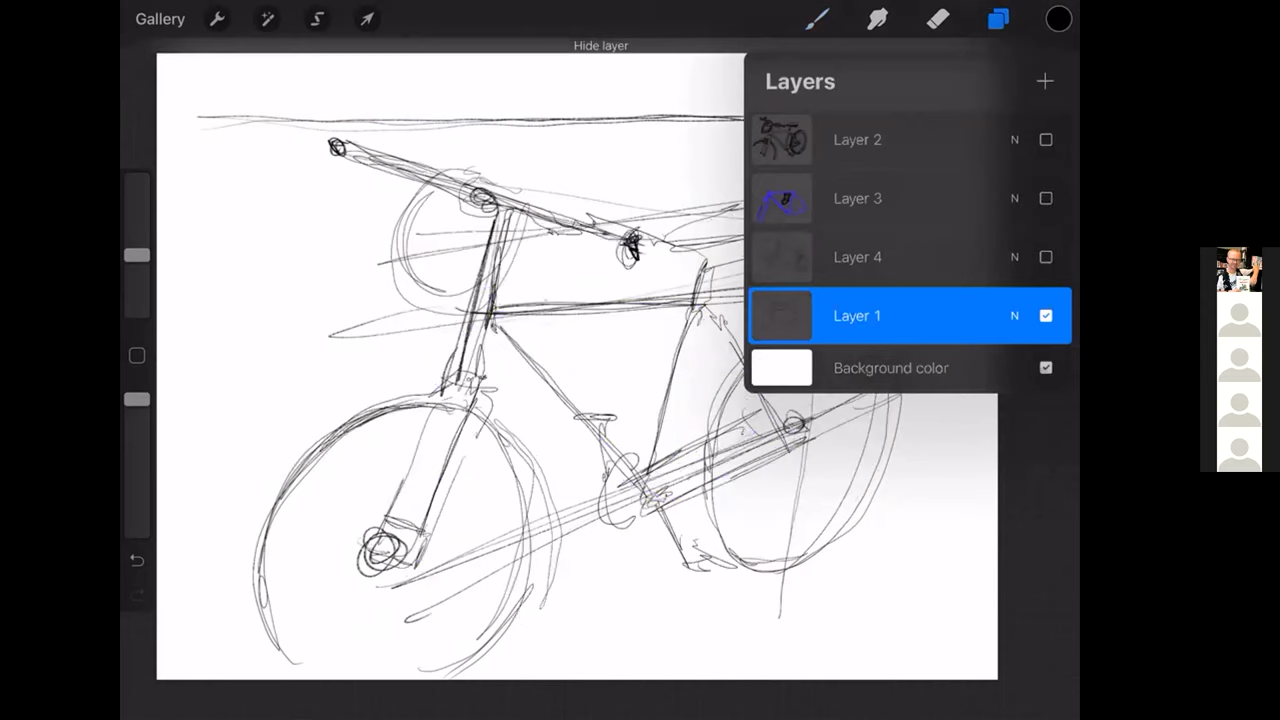 Gallery
Hide layer
Layers
Layer 2 N
Layer 3 N
Layer 4 N
Layer 1 N
Background color